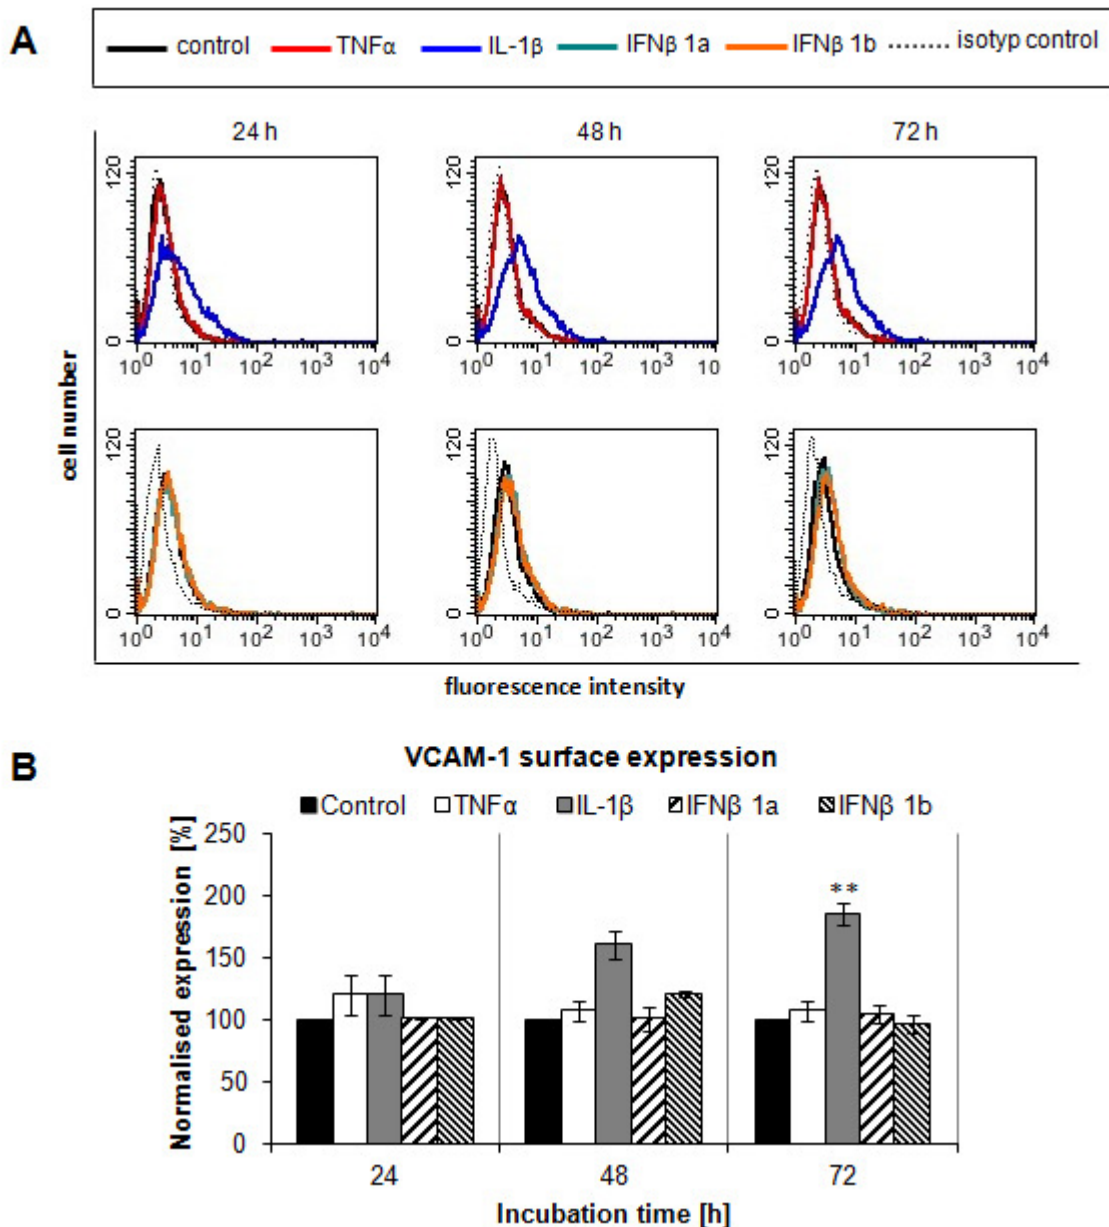 A
control TNFα IL-1β IFNβ 1a IFNβ 1b isotyp control
24 h 48 h 72 h
120 120 120
0 0 0
10⁰ 10¹ 10² 10³ 10⁴ 10⁰ 10¹ 10² 10³ 10 10⁰ 10¹ 10² 10³ 10⁴
cell number
120 120 120
0 0 0
10⁰ 10¹ 10² 10³ 10⁴ 10⁰ 10¹ 10² 10³ 10⁴ 10⁰ 10¹ 10² 10³ 10⁴
fluorescence intensity
B
VCAM-1 surface expression
Control TNFα IL-1β IFNβ 1a IFNβ 1b
Normalised expression [%]
250
200
150
100
50
0
**
24 48 72
Incubation time [h]